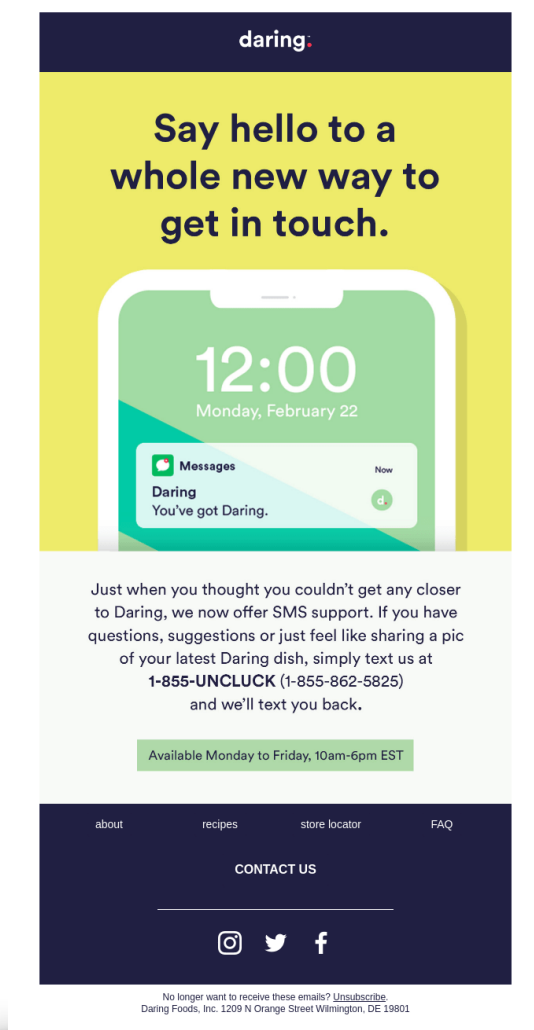 daring.
Say hello to a
whole new way to
get in touch.
12:00
Monday, February 22
Messages
Now
Daring
You've got Daring.
d.
Just when you thought you couldn't get any closer
to Daring, we now offer SMS support. If you have
questions, suggestions or just feel like sharing a pic
of your latest Daring dish, simply text us at
1-855-UNCLUCK (1-855-862-5825)
and we'll text you back.
Available Monday to Friday, 10am-6pm EST
about recipes store locator FAQ
CONTACT US
No longer want to receive these emails? Unsubscribe.
Daring Foods, Inc. 1209 N Orange Street Wilmington, DE 19801